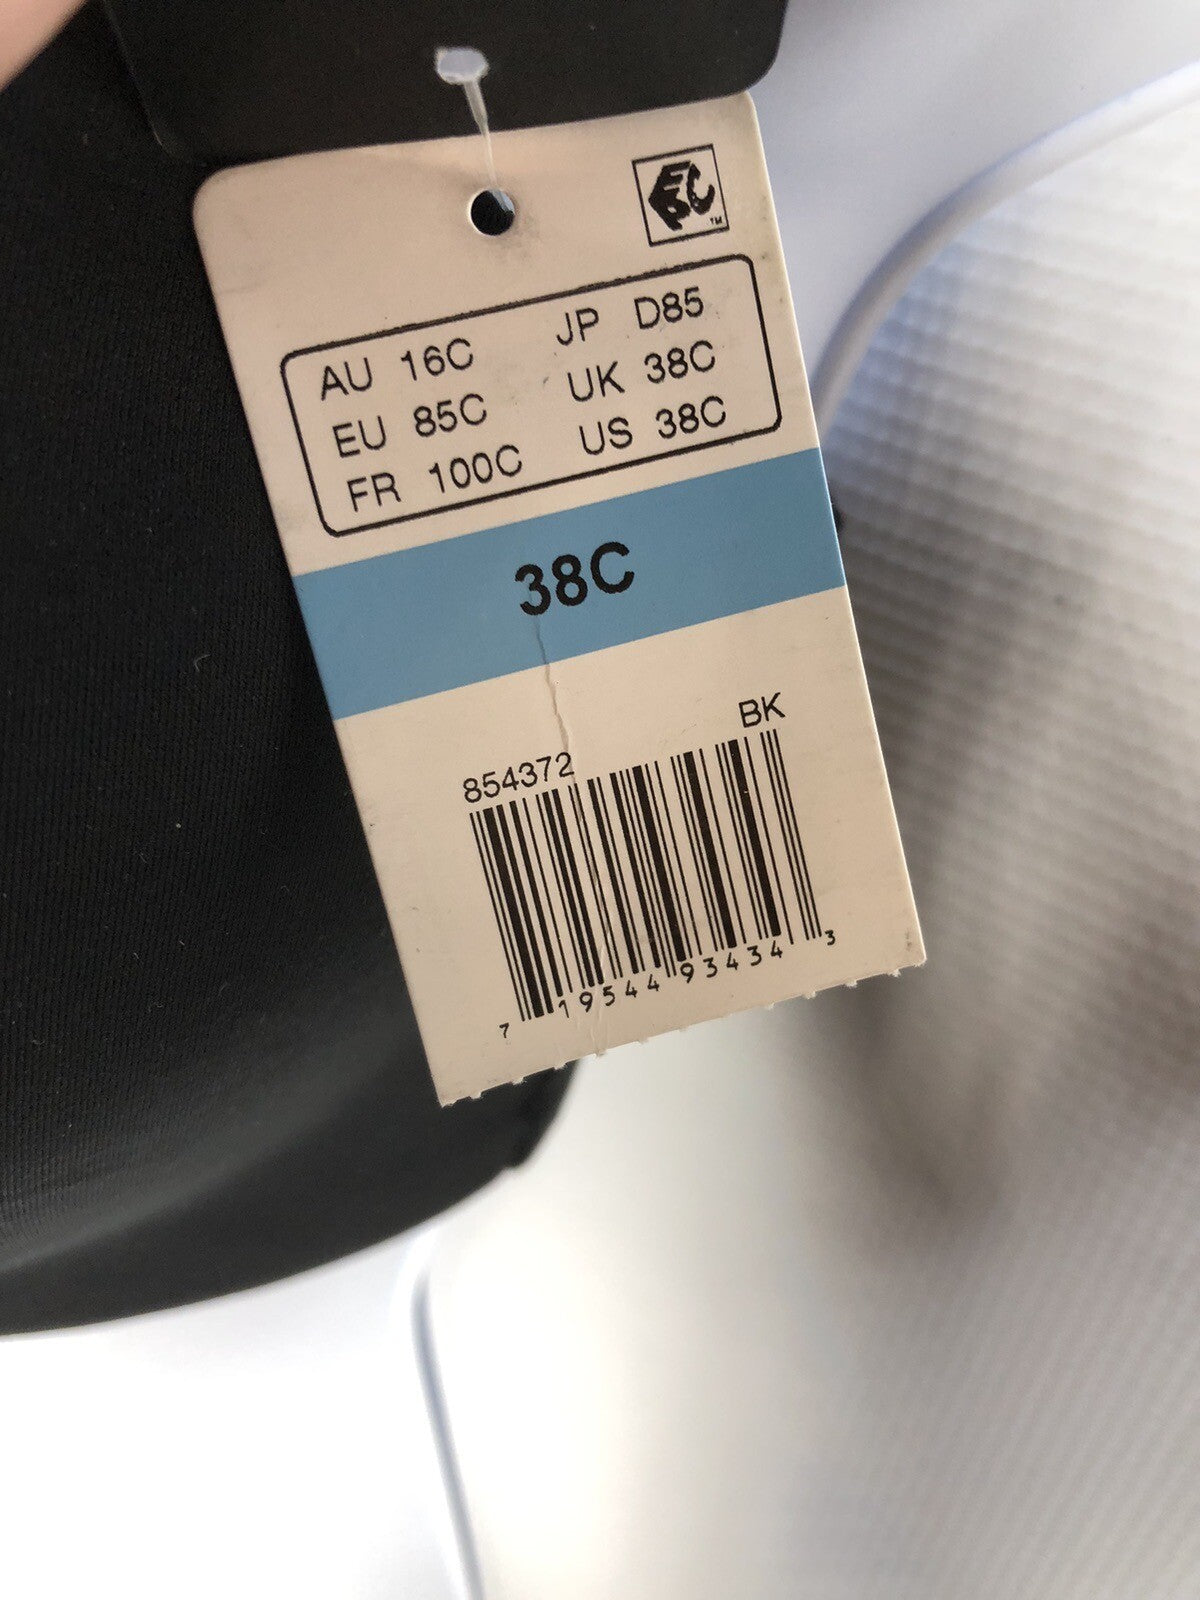 AU 16C JP D85
EU 85C UK 38C
FR 100C US 38C
38C
BK
854372
7 19544 93434 3